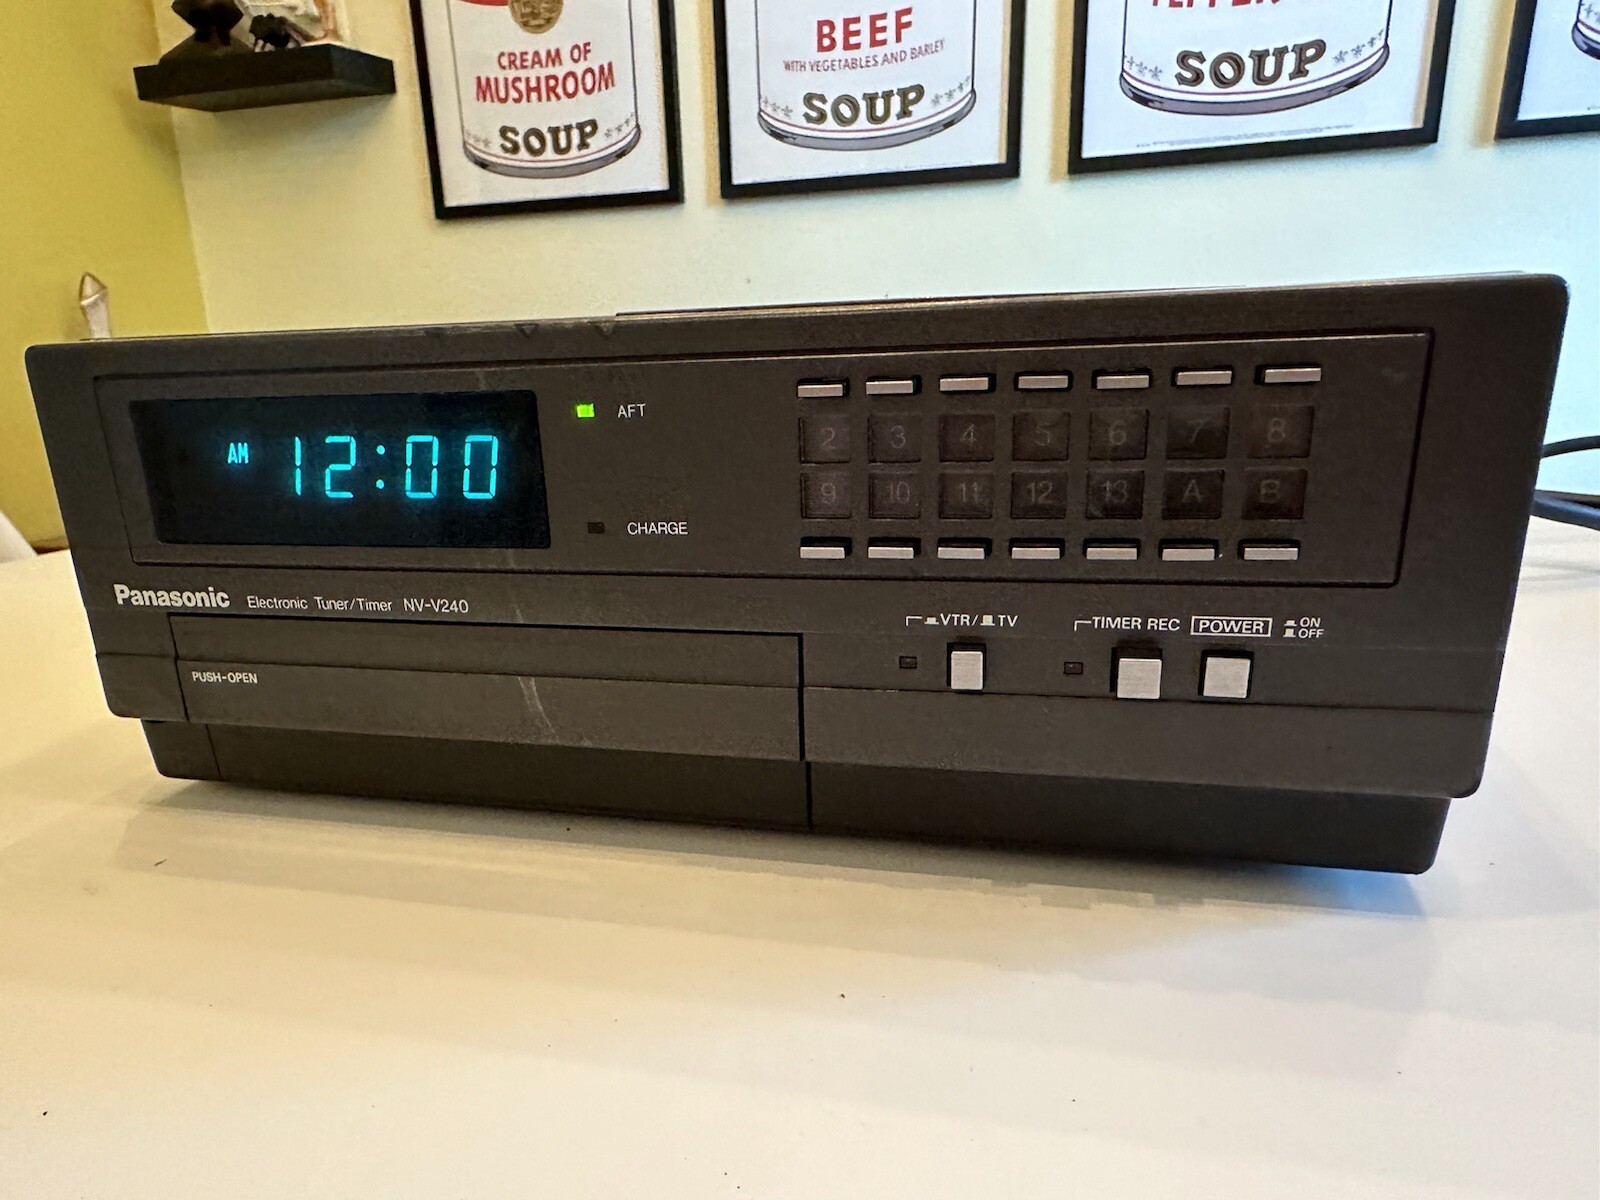 CREAM OF
MUSHROOM
SOUP
BEEF
WITH VEGETABLES AND BARLEY
SOUP
SOUP
AM 12:00
AFT
CHARGE
2 3 4 5 6 7 8
9 10 11 12 13 A B
Panasonic Electronic Tuner/Timer NV-V240
VTR/ TV
TIMER REC POWER ON
OFF
PUSH-OPEN